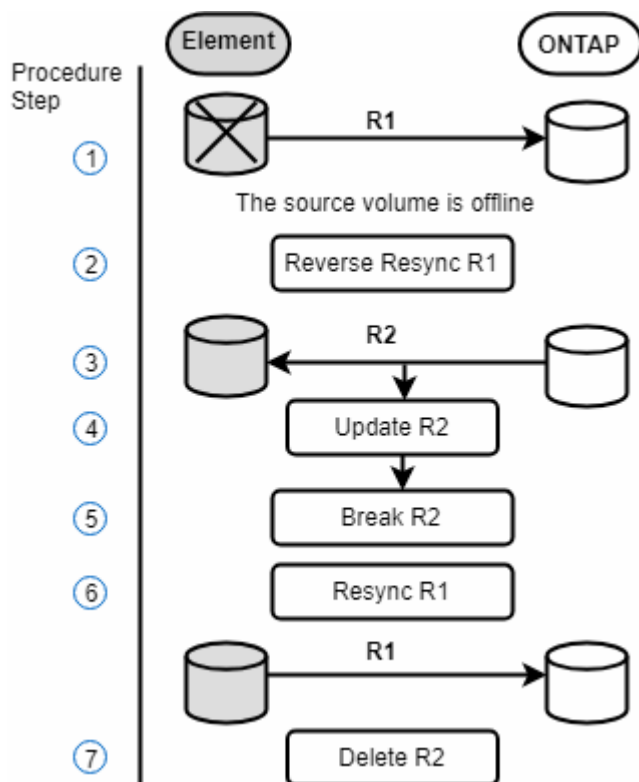 Element
ONTAP
Procedure
Step
R1
1
The source volume is offline
2
Reverse Resync R1
R2
3
4
Update R2
5
Break R2
6
Resync R1
R1
7
Delete R2